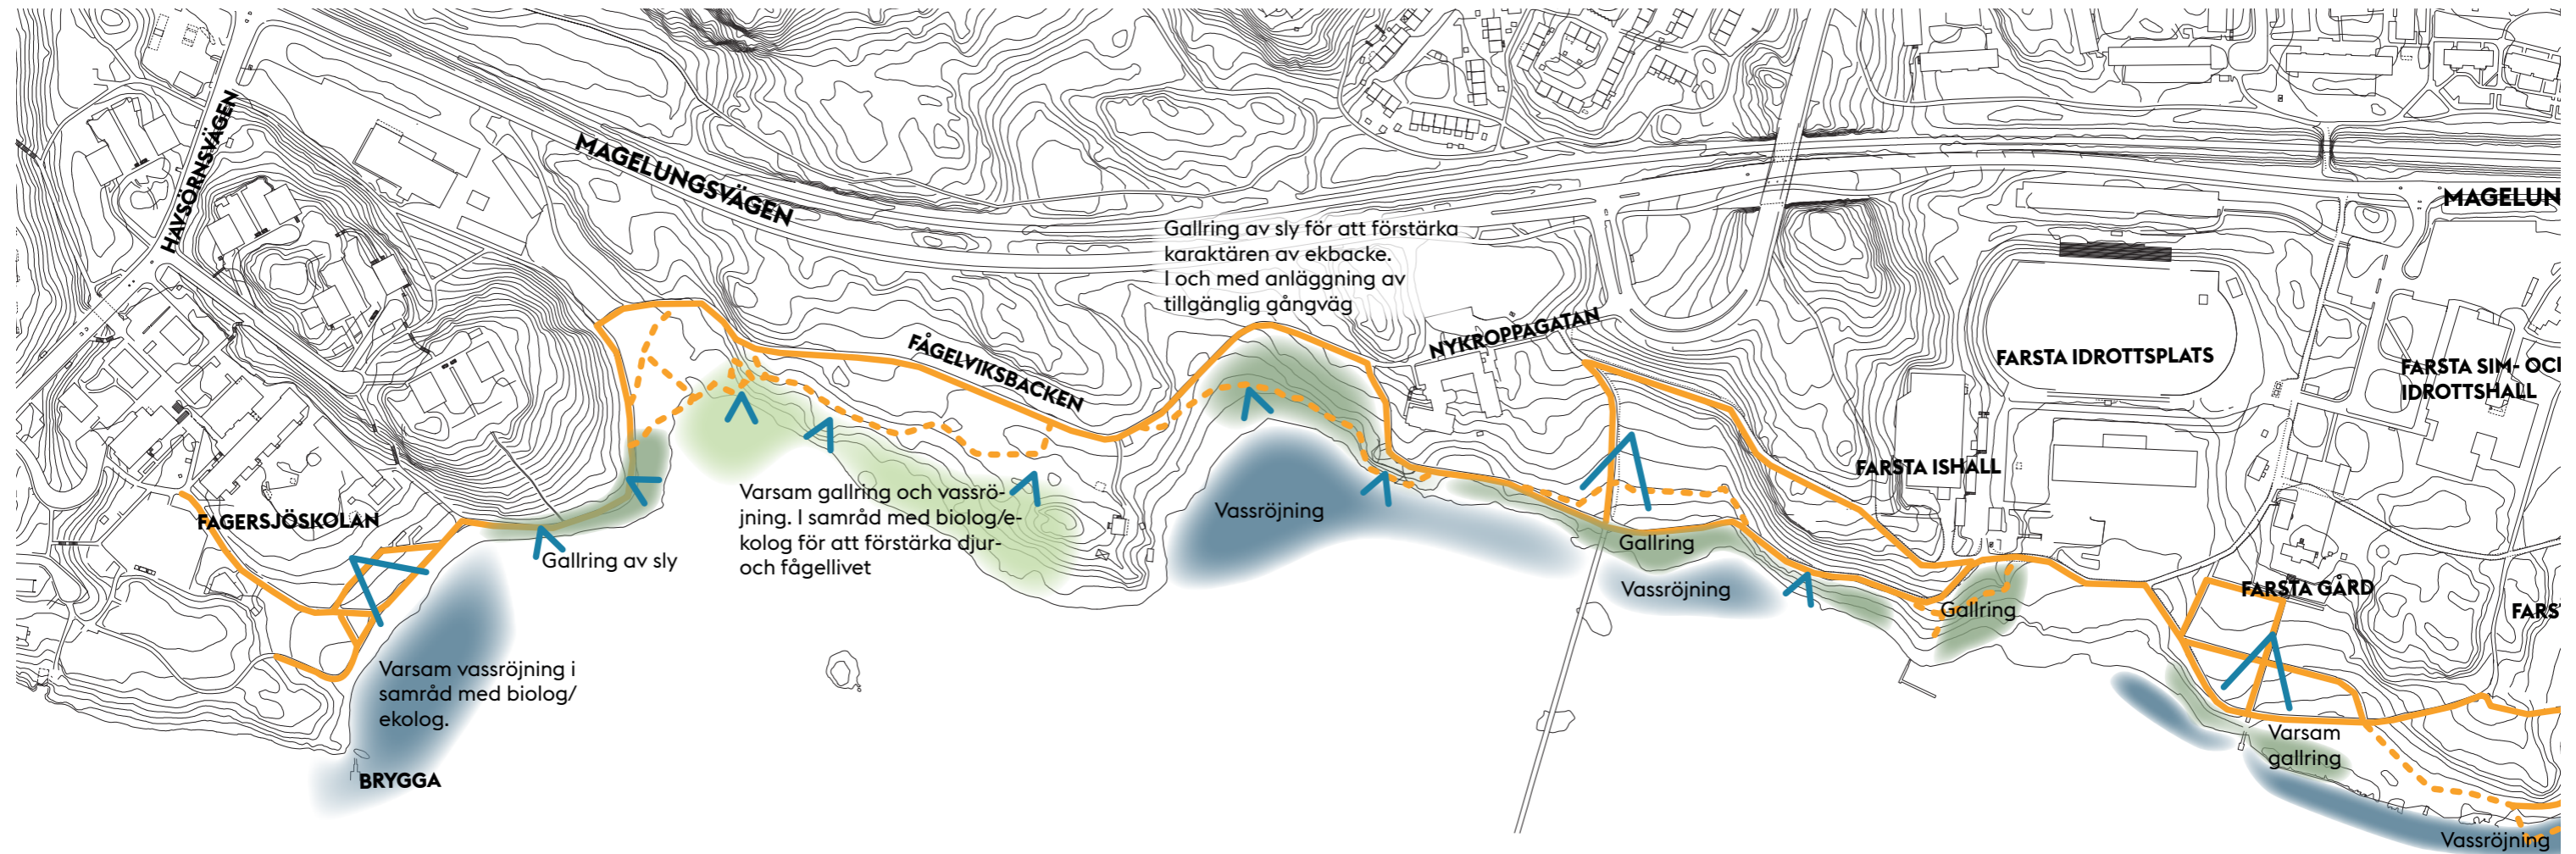 HAVSÖRNSVÄGEN
MAGELUNGSVÄGEN
MAGELUN
Gallring av sly för att förstärka
karaktären av ekbacke.
I och med anläggning av
tillgänglig gångväg
NYKROPPAGATAN
FÅGELVIKSBACKEN
FARSTA IDROTTSPLATS
FARSTA SIM- OCH
IDROTTSHALL
FARSTA ISHALL
FAGERSJÖSKOLAN
Gallring av sly
Varsam gallring och vassrö-
jning. I samråd med biolog/e-
kolog för att förstärka djur-
och fågellivet
Vassröjning
Gallring
Vassröjning
Gallring
FARSTA GÅRD
FARS
Varsam vassröjning i
samråd med biolog/
ekolog.
BRYGGA
Varsam
gallring
Vassröjning